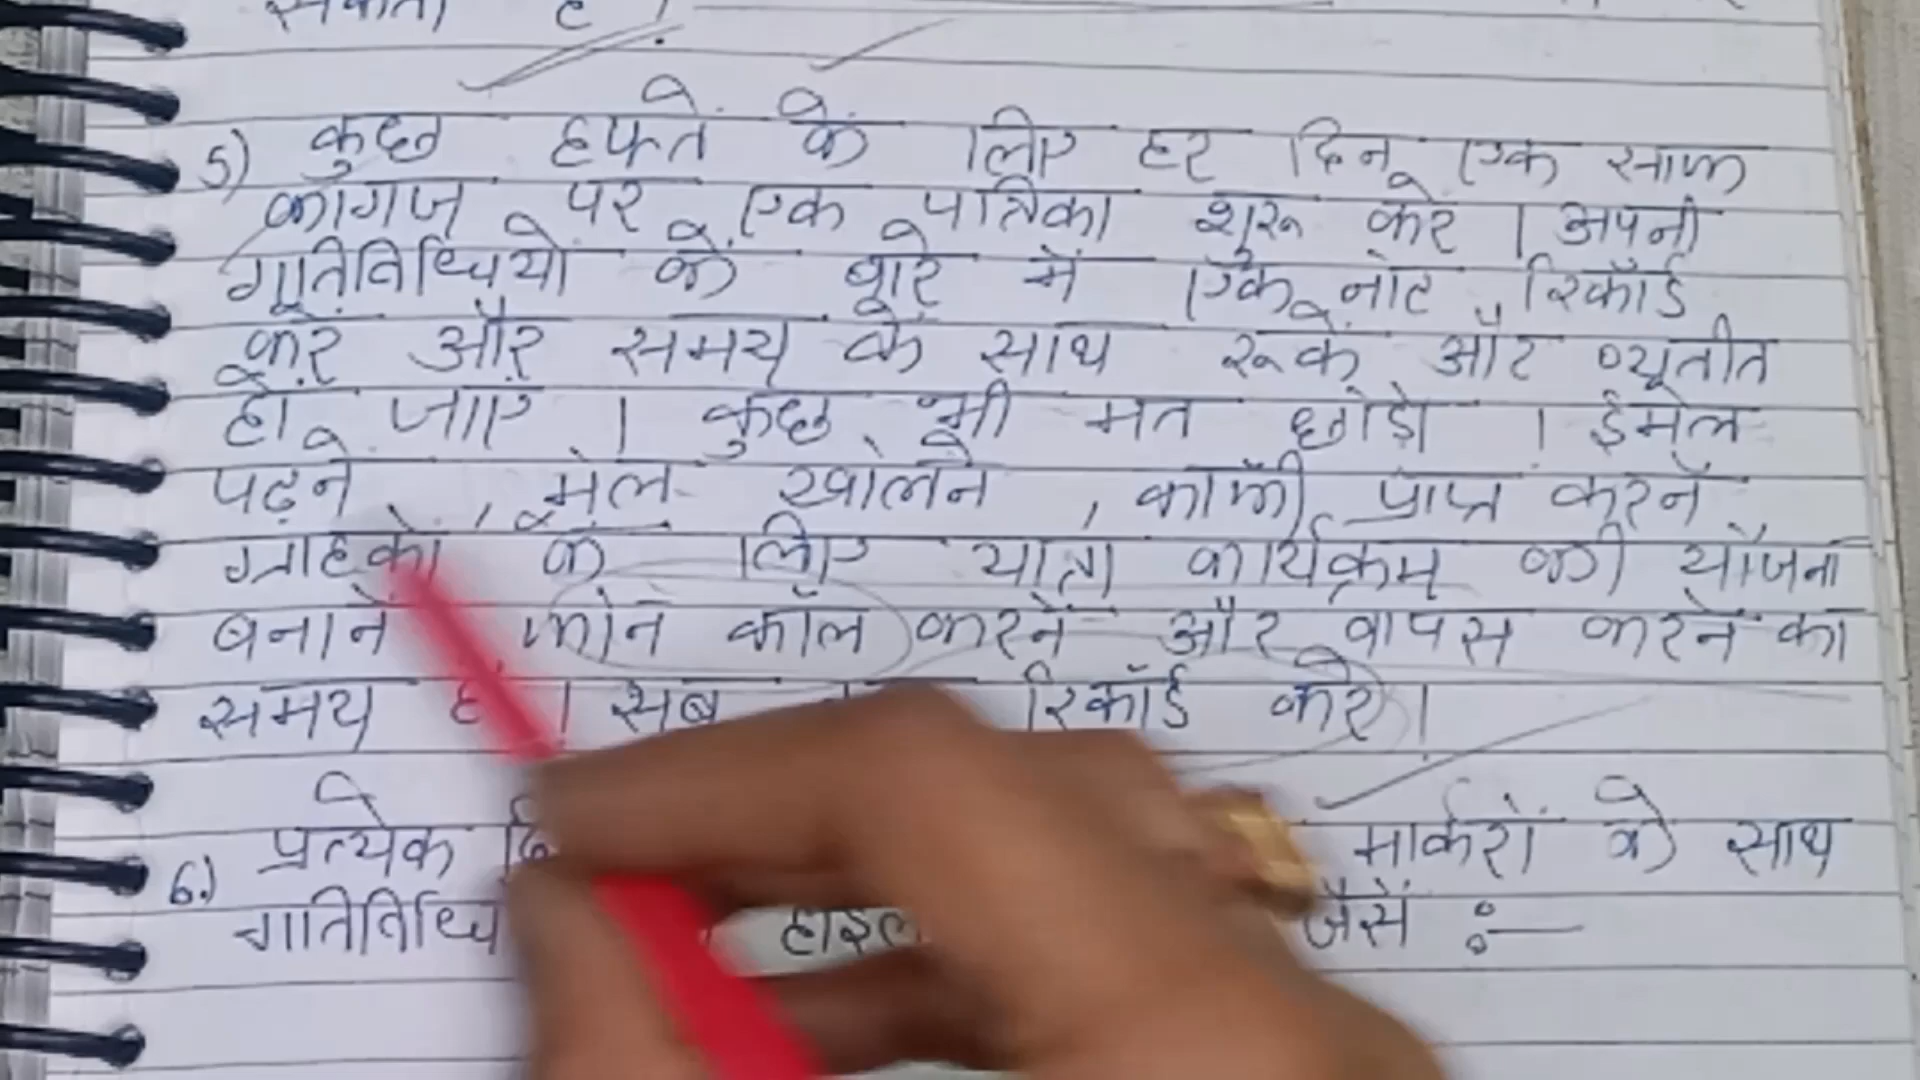 सकता है ।
5) कुछ हफ्ते के लिए हर दिन एक साफ
कागज पर एक पत्रिका शुरू करे । अपनी
गतिविधियों के बारे में एक नोट रिकॉर्ड
करें और समय के साथ रूकें और व्यतीत
हो जाए । कुछ भी मत छोड़ो । ईमेल
पढ़ने , मेल खोलने , कॉफी प्राप्त करने
ग्राहकों के लिए यात्रा कार्यक्रम की योजना
बनाने फोन कॉल करने और वापस करने का
समय है । सब रिकॉर्ड करे ।
6.) प्रत्येक मार्करों के साथ
गतिविधि जैसें :-